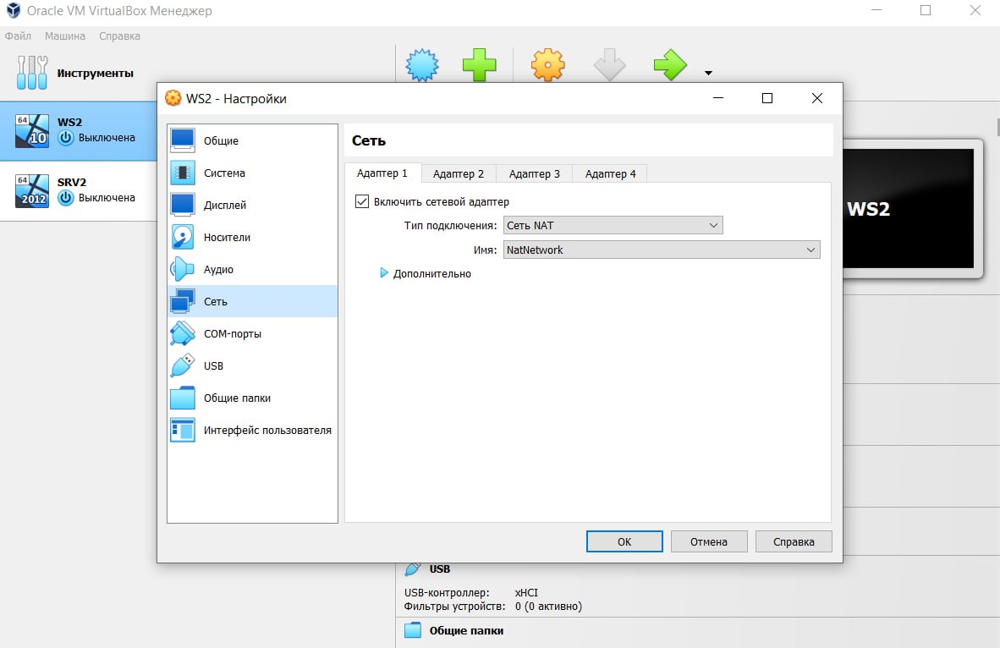 Oracle VM VirtualBox Менеджер
Файл Машина Справка
Инструменты
64
10
WS2
Выключена
64
2012
SRV2
Выключена
WS2 - Настройки
Общие
Система
Дисплей
Носители
Аудио
Сеть
COM-порты
USB
Общие папки
Интерфейс пользователя
Сеть
Адаптер 1 Адаптер 2 Адаптер 3 Адаптер 4
Включить сетевой адаптер
Тип подключения: Сеть NAT
Имя: NatNetwork
Дополнительно
OK Отмена Справка
WS2
USB
USB-контроллер: xHCI
Фильтры устройств: 0 (0 активно)
Общие папки